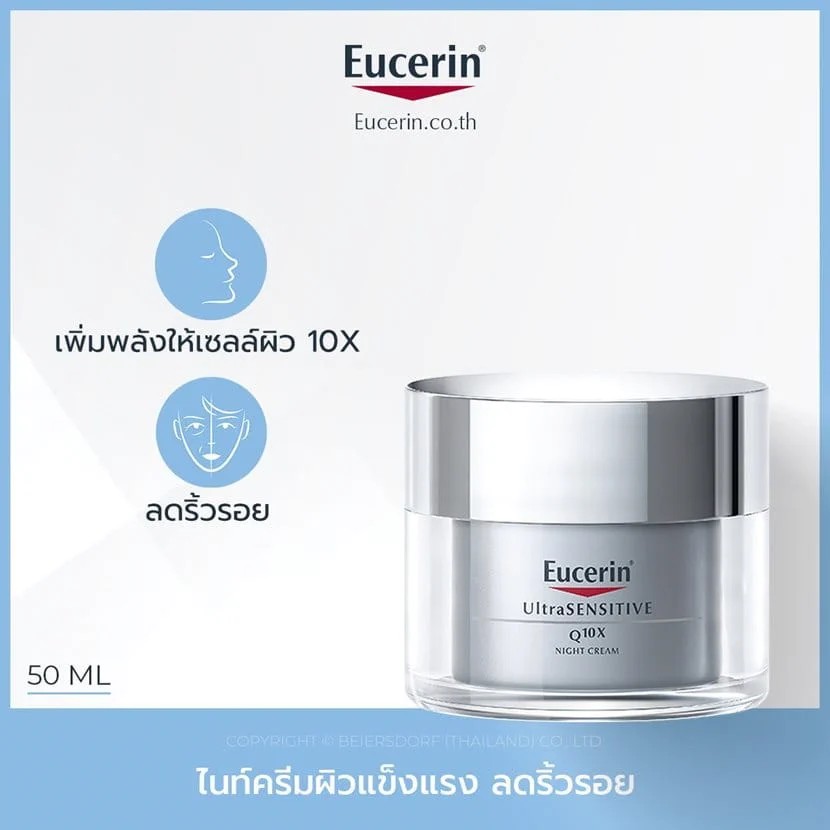 Eucerin®
Eucerin.co.th
เพิ่มพลังให้เซลล์ผิว 10X
ลดริ้วรอย
Eucerin®
UltraSENSITIVE
Q10X
NIGHT CREAM
50 ML
COPYRIGHT © BEIERSDORF (THAILAND) CO., LTD
ไนท์ครีมผิวแข็งแรง ลดริ้วรอย